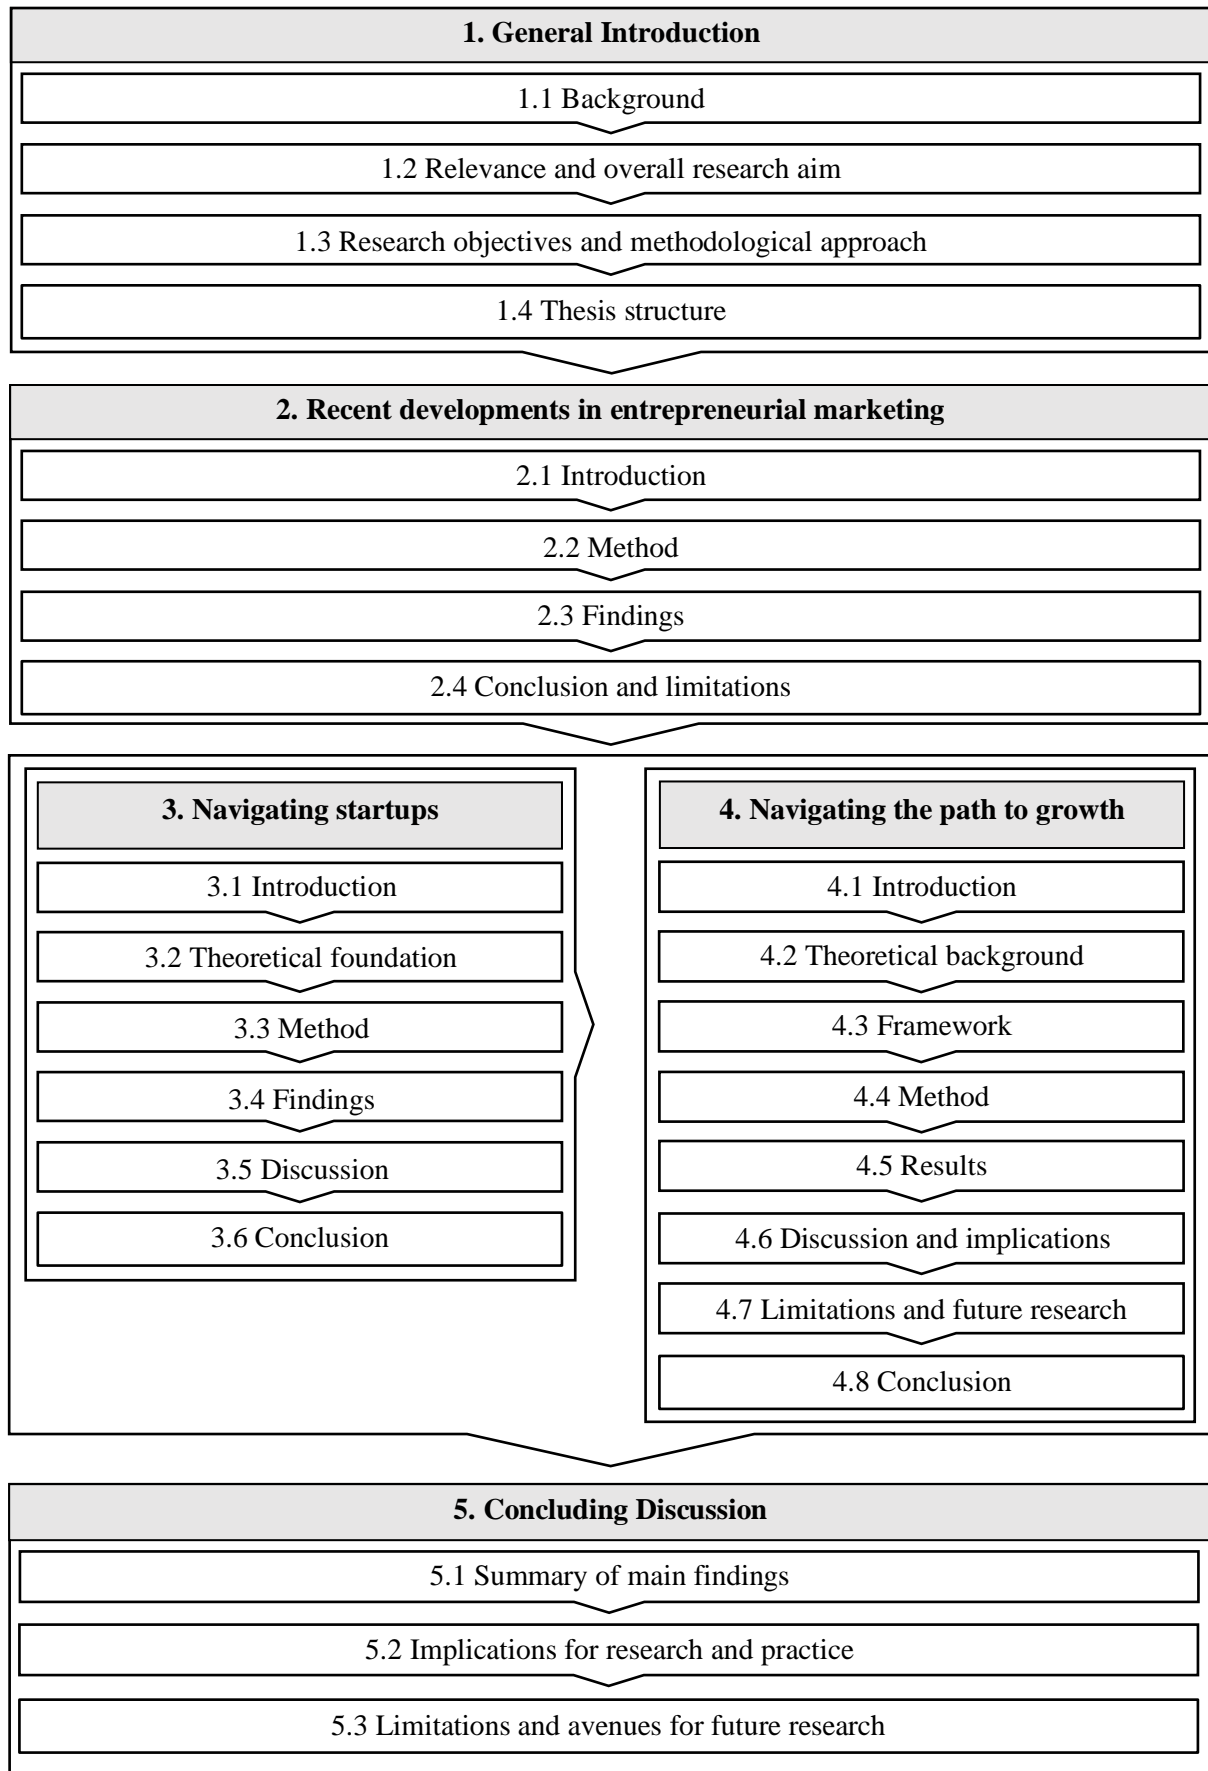 1. General Introduction
1.1 Background
1.2 Relevance and overall research aim
1.3 Research objectives and methodological approach
1.4 Thesis structure
2. Recent developments in entrepreneurial marketing
2.1 Introduction
2.2 Method
2.3 Findings
2.4 Conclusion and limitations
3. Navigating startups
3.1 Introduction
3.2 Theoretical foundation
3.3 Method
3.4 Findings
3.5 Discussion
3.6 Conclusion
4. Navigating the path to growth
4.1 Introduction
4.2 Theoretical background
4.3 Framework
4.4 Method
4.5 Results
4.6 Discussion and implications
4.7 Limitations and future research
4.8 Conclusion
5. Concluding Discussion
5.1 Summary of main findings
5.2 Implications for research and practice
5.3 Limitations and avenues for future research